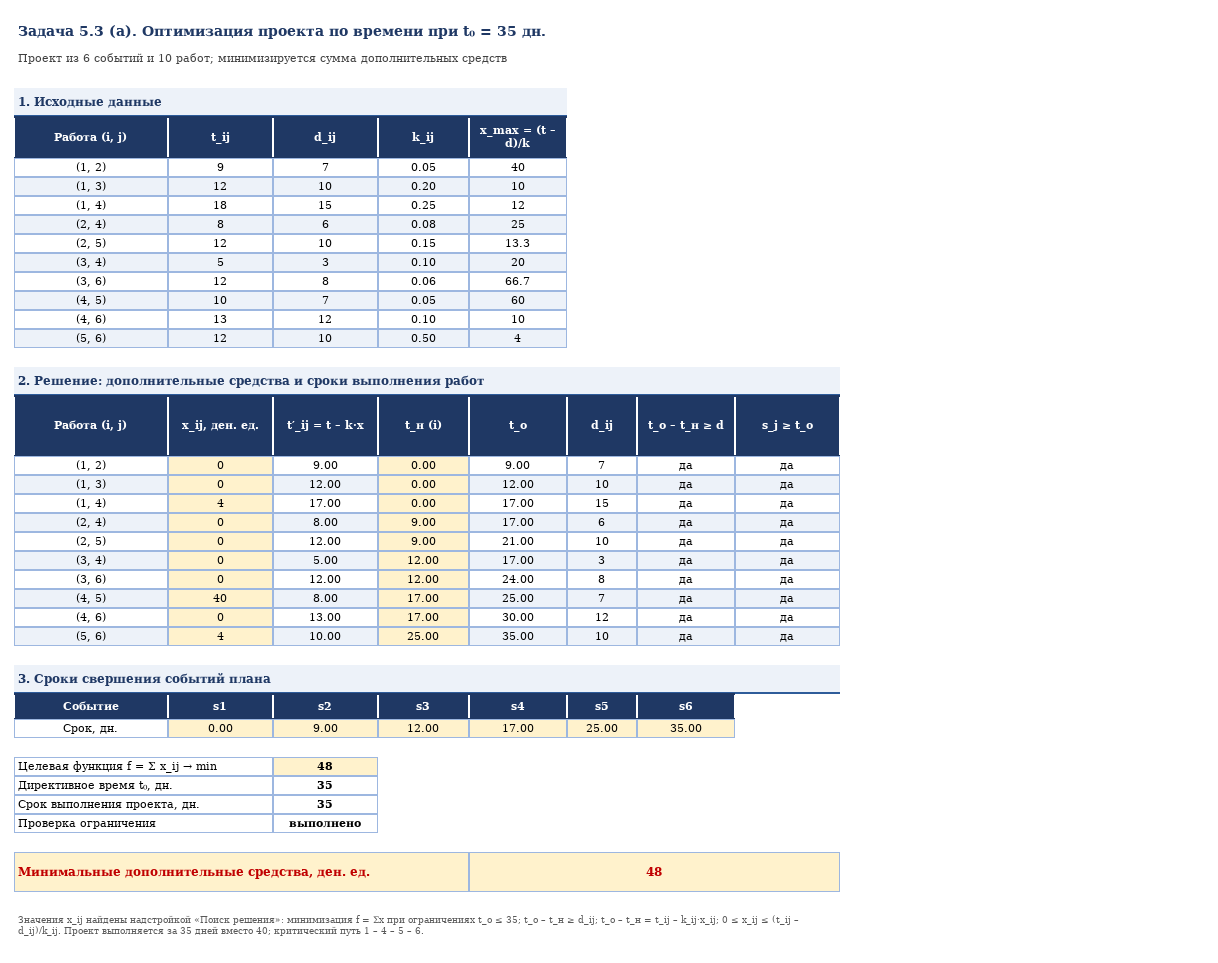 Задача 5.3 (а). Оптимизация проекта по времени при t₀ = 35 дн.
Проект из 6 событий и 10 работ; минимизируется сумма дополнительных средств
1. Исходные данные
Работа (i, j) t_ij d_ij k_ij x_max = (t –
d)/k
(1, 2) 9 7 0.05 40
(1, 3) 12 10 0.20 10
(1, 4) 18 15 0.25 12
(2, 4) 8 6 0.08 25
(2, 5) 12 10 0.15 13.3
(3, 4) 5 3 0.10 20
(3, 6) 12 8 0.06 66.7
(4, 5) 10 7 0.05 60
(4, 6) 13 12 0.10 10
(5, 6) 12 10 0.50 4
2. Решение: дополнительные средства и сроки выполнения работ
Работа (i, j) x_ij, ден. ед. t′_ij = t – k·x t_н (i) t_о d_ij t_о – t_н ≥ d s_j ≥ t_о
(1, 2) 0 9.00 0.00 9.00 7 да да
(1, 3) 0 12.00 0.00 12.00 10 да да
(1, 4) 4 17.00 0.00 17.00 15 да да
(2, 4) 0 8.00 9.00 17.00 6 да да
(2, 5) 0 12.00 9.00 21.00 10 да да
(3, 4) 0 5.00 12.00 17.00 3 да да
(3, 6) 0 12.00 12.00 24.00 8 да да
(4, 5) 40 8.00 17.00 25.00 7 да да
(4, 6) 0 13.00 17.00 30.00 12 да да
(5, 6) 4 10.00 25.00 35.00 10 да да
3. Сроки свершения событий плана
Событие s1 s2 s3 s4 s5 s6
Срок, дн. 0.00 9.00 12.00 17.00 25.00 35.00
Целевая функция f = Σ x_ij → min 48
Директивное время t₀, дн. 35
Срок выполнения проекта, дн. 35
Проверка ограничения выполнено
Минимальные дополнительные средства, ден. ед. 48
Значения x_ij найдены надстройкой «Поиск решения»: минимизация f = Σx при ограничениях t_о ≤ 35; t_о – t_н ≥ d_ij; t_о – t_н = t_ij – k_ij·x_ij; 0 ≤ x_ij ≤ (t_ij –
d_ij)/k_ij. Проект выполняется за 35 дней вместо 40; критический путь 1 – 4 – 5 – 6.